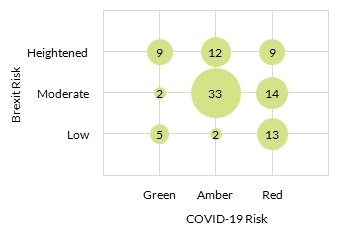 Brexit Risk
Heightened 9 12 9
Moderate 2 33 14
Low 5 2 13
Green Amber Red
COVID-19 Risk